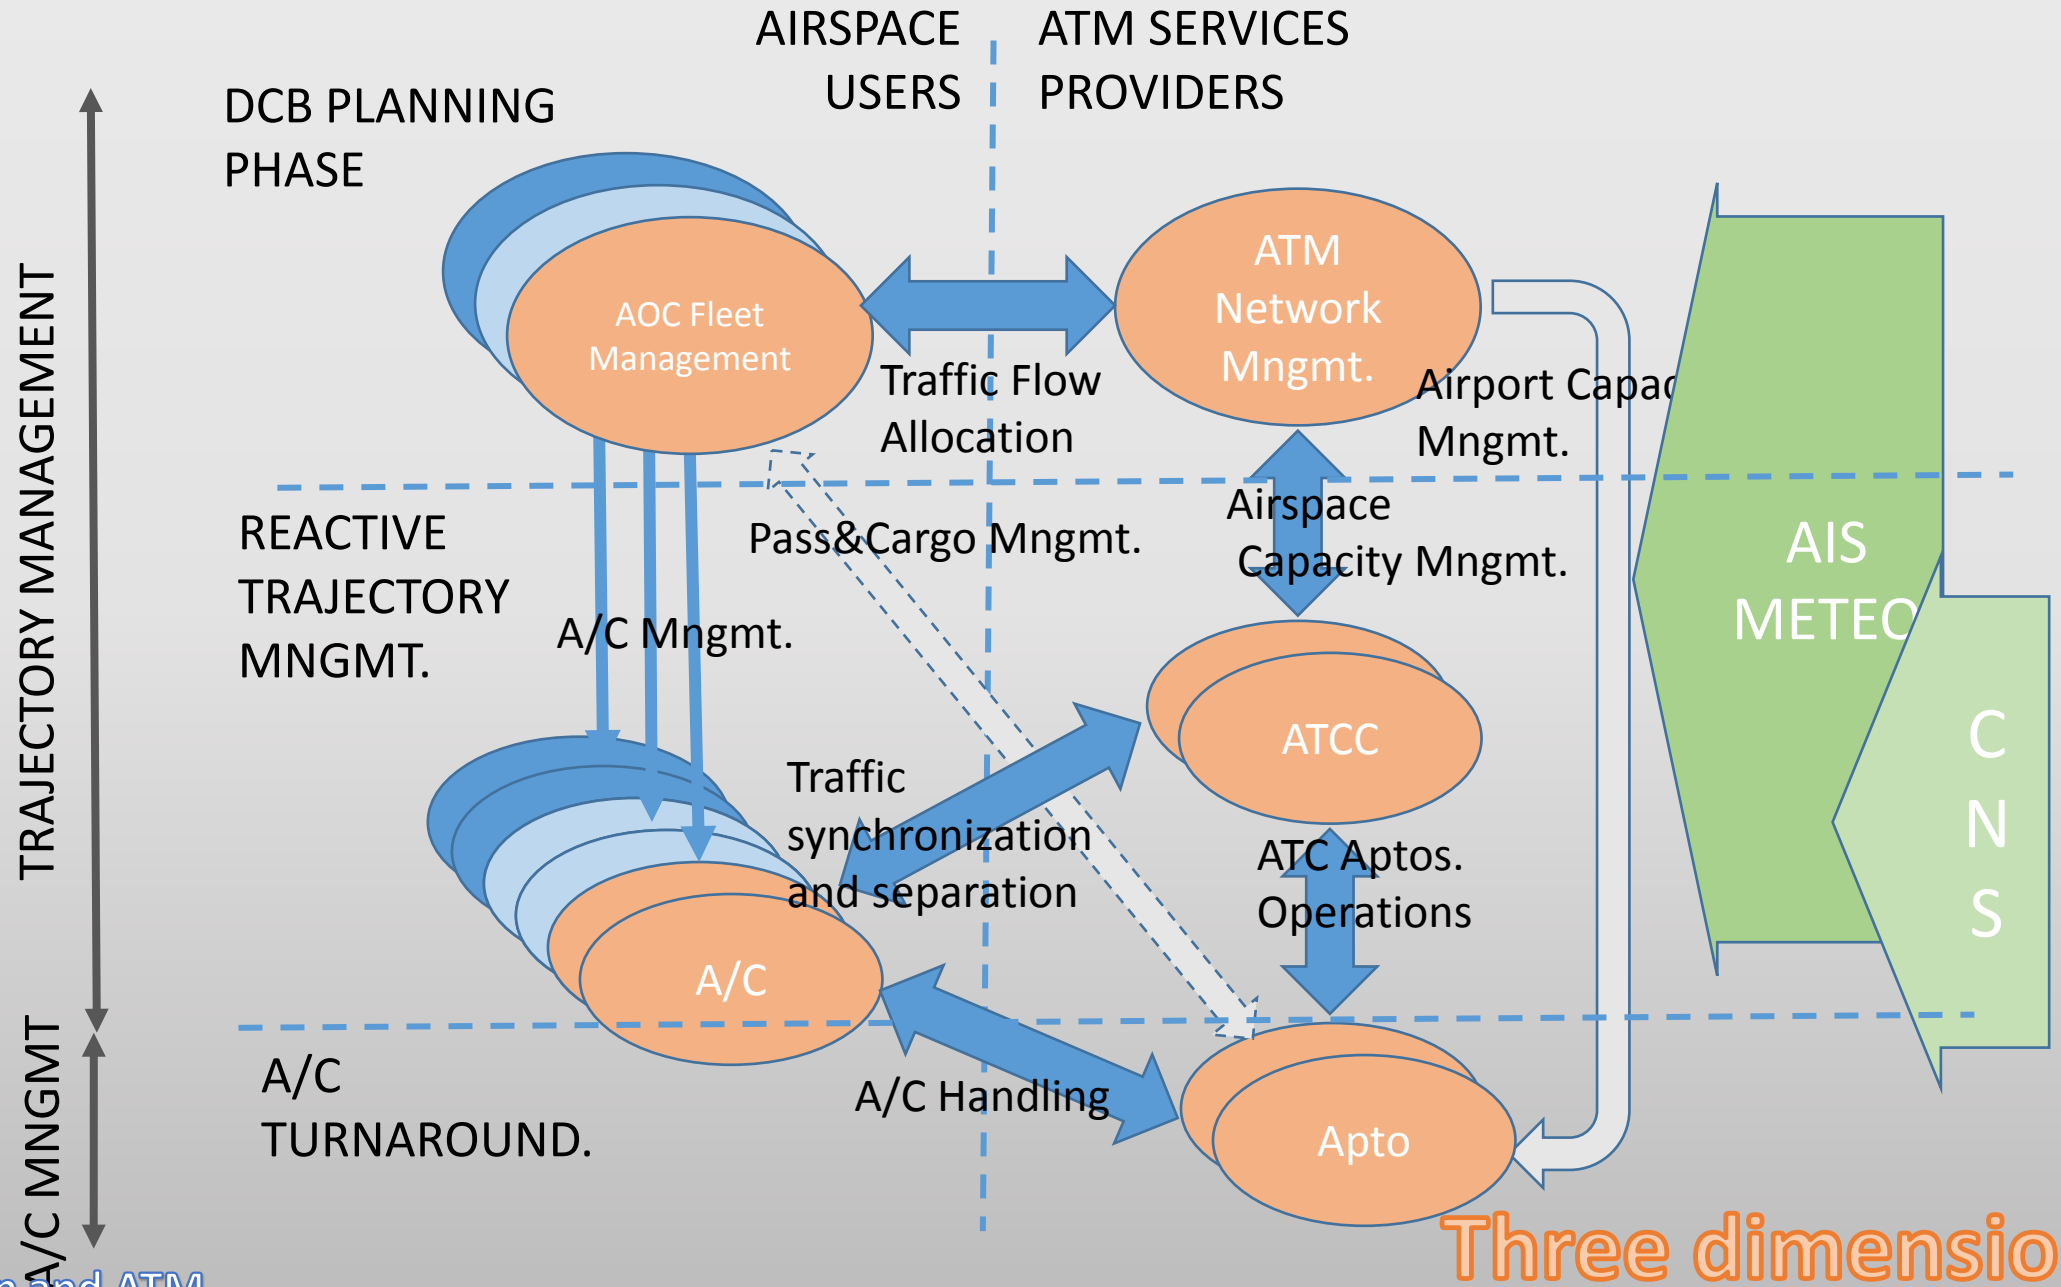 AIRSPACE
USERS
ATM SERVICES
PROVIDERS
DCB PLANNING
PHASE
TRAJECTORY MANAGEMENT
AOC Fleet
Management
ATM
Network
Mngmt.
Traffic Flow
Allocation
Airport Capac
Mngmt.
REACTIVE
TRAJECTORY
MNGMT.
Pass&Cargo Mngmt.
Airspace
Capacity Mngmt.
AIS
METEO
A/C Mngmt.
ATCC
C
N
S
Traffic
synchronization
and separation
ATC Aptos.
Operations
A/C
A/C MNGMT
A/C
TURNAROUND.
A/C Handling
Apto
Three dimensio
and ATM